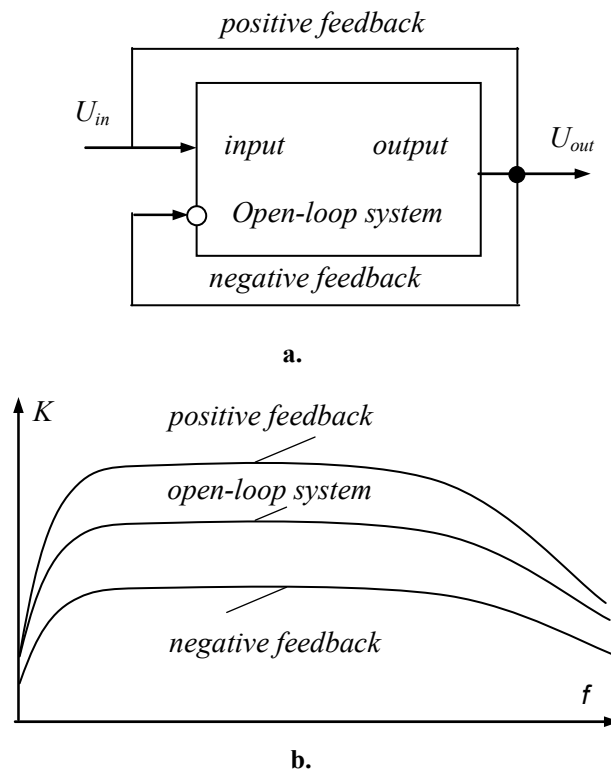 positive feedback
U_in
U_out
input output
Open-loop system
negative feedback
a.
K
positive feedback
open-loop system
negative feedback
f
b.